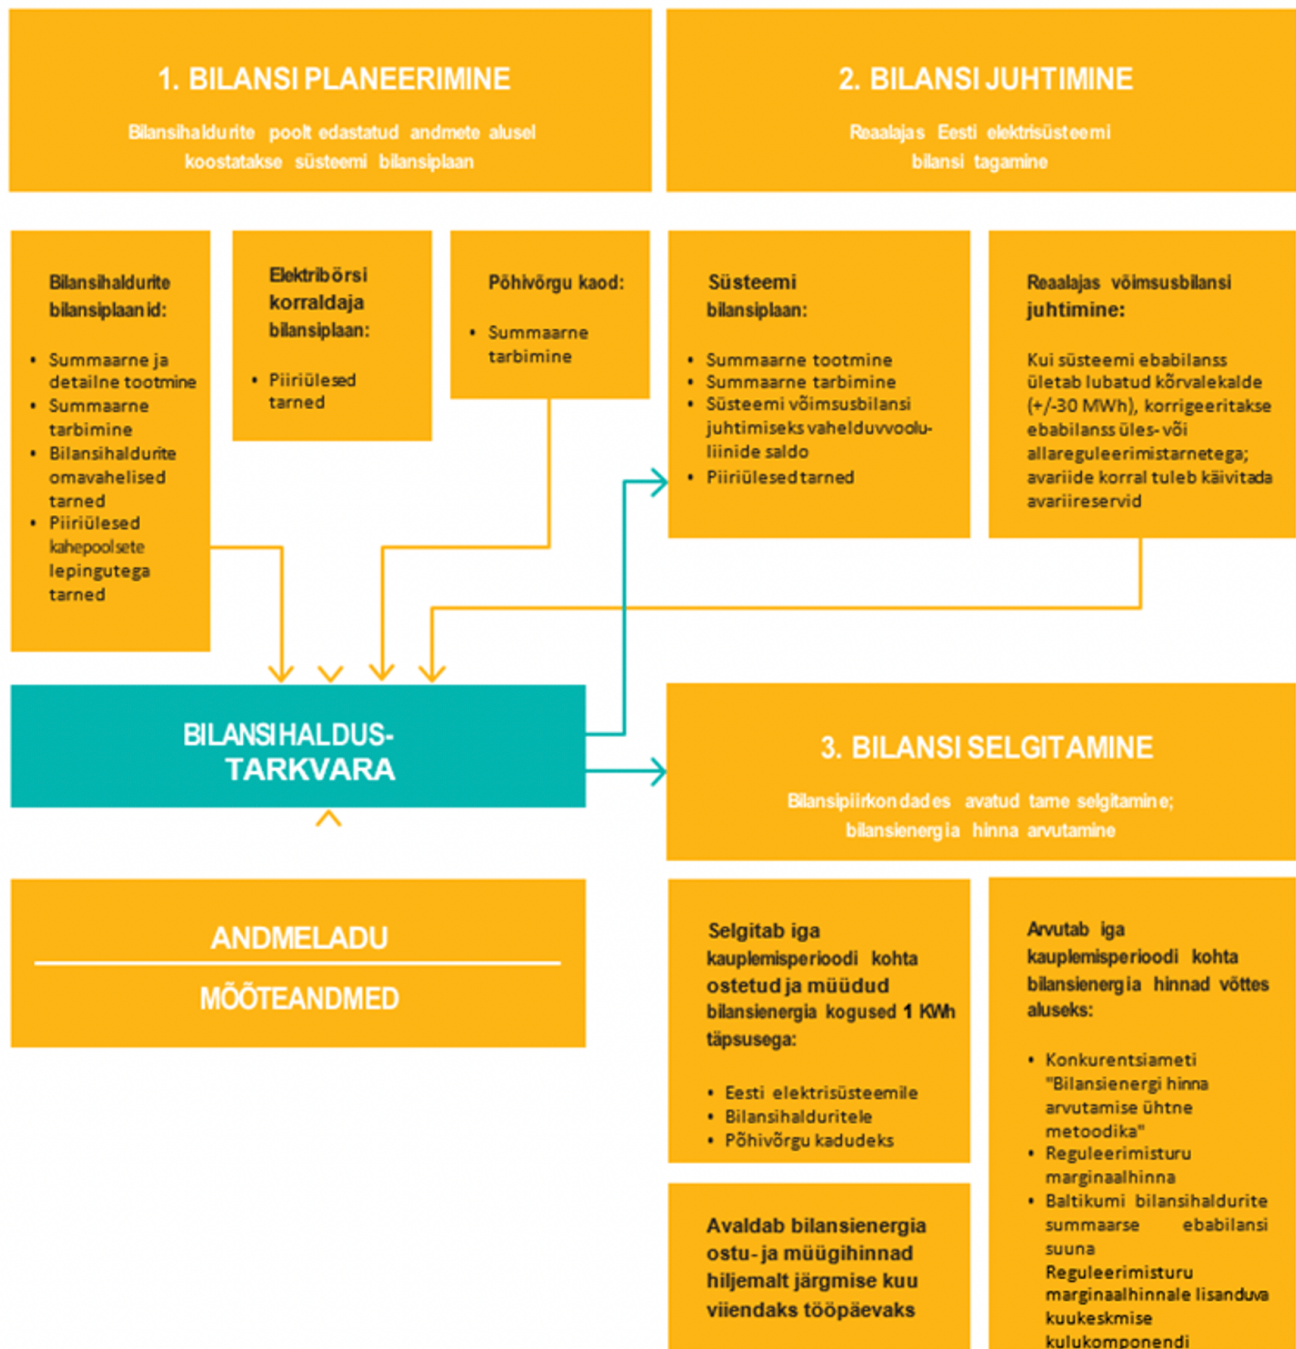 1. BILANSI PLANEERIMINE
Bilansihaldurite poolt edastatud andmete alusel
koostatakse süsteemi bilansiplaan
2. BILANSI JUHTIMINE
Reaalajas Eesti elektrisüsteemi
bilansi tagamine
Bilansihaldurite
bilansiplaanid:
• Summaarne ja
detailne tootmine
• Summaarne
tarbimine
• Bilansihaldurite
omavahelised
tarned
• Piiriülesed
kahepoolsete
lepingutega
tarned
Elektribörsi
korraldaja
bilansiplaan:
• Piiriülesed
tarned
Põhivõrgu kaod:
• Summaarne
tarbimine
Süsteemi
bilansiplaan:
• Summaarne tootmine
• Summaarne tarbimine
• Süsteemi võimsusbilansi
juhtimiseks vahelduvvoolu-
liinide saldo
• Piiriülesed tarned
Reaalajas võimsusbilansi
juhtimine:
Kui süsteemi ebabilanss
ületab lubatud kõrvalekalde
(+/-30 MWh), korrigeeritakse
ebabilanss üles- või
allareguleerimistarnetega;
avariide korral tuleb käivitada
avariireservid
BILANSIHALDUS-
TARKVARA
3. BILANSI SELGITAMINE
Bilansipiirkondades avatud tarne selgitamine;
bilansienergia hinna arvutamine
ANDMELADU
MÕÕTEANDMED
Selgitab iga
kauplemisperioodi kohta
ostetud ja müüdud
bilansienergia kogused 1 KWh
täpsusega:
• Eesti elektrisüsteemile
• Bilansihalduritele
• Põhivõrgu kadudeks
Avaldab bilansienergia
ostu- ja müügihinnad
hiljemalt järgmise kuu
viiendaks tööpäevaks
Arvutab iga
kauplemisperioodi kohta
bilansienergia hinnad võttes
aluseks:
• Konkurentsiameti
"Bilansienergi hinna
arvutamise ühtne
metoodika"
• Reguleerimisturu
marginaalhinna
• Baltikumi bilansihaldurite
summaarse ebabilansi
suuna
Reguleerimisturu
marginaalhinnale lisanduva
kuukeskmise
kulukomponendi